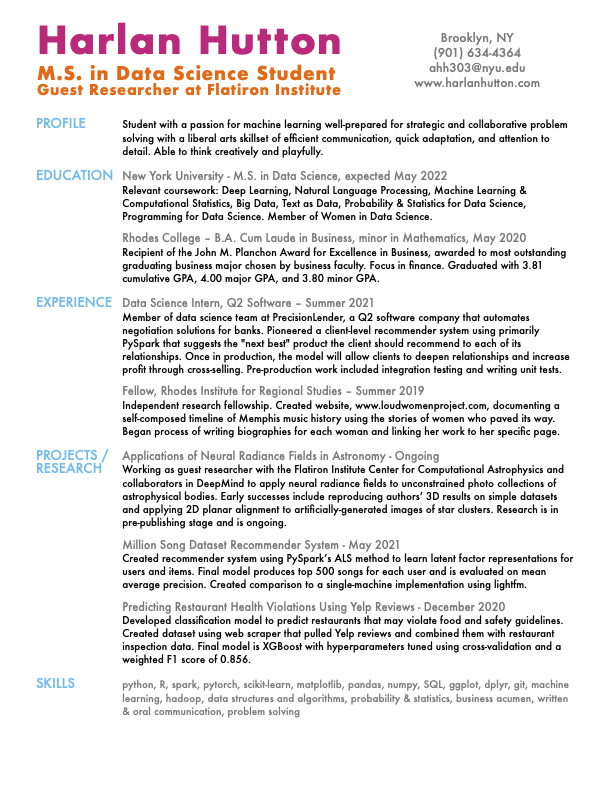 Harlan Hutton
M.S. in Data Science Student
Guest Researcher at Flatiron Institute
Brooklyn, NY
(901) 634-4364
ahh303@nyu.edu
www.harlanhutton.com
PROFILE
Student with a passion for machine learning well-prepared for strategic and collaborative problem
solving with a liberal arts skillset of efficient communication, quick adaptation, and attention to
detail. Able to think creatively and playfully.
EDUCATION
New York University - M.S. in Data Science, expected May 2022
Relevant coursework: Deep Learning, Natural Language Processing, Machine Learning &
Computational Statistics, Big Data, Text as Data, Probability & Statistics for Data Science,
Programming for Data Science. Member of Women in Data Science.
Rhodes College – B.A. Cum Laude in Business, minor in Mathematics, May 2020
Recipient of the John M. Planchon Award for Excellence in Business, awarded to most outstanding
graduating business major chosen by business faculty. Focus in finance. Graduated with 3.81
cumulative GPA, 4.00 major GPA, and 3.80 minor GPA.
EXPERIENCE
Data Science Intern, Q2 Software – Summer 2021
Member of data science team at PrecisionLender, a Q2 software company that automates
negotiation solutions for banks. Pioneered a client-level recommender system using primarily
PySpark that suggests the "next best" product the client should recommend to each of its
relationships. Once in production, the model will allow clients to deepen relationships and increase
profit through cross-selling. Pre-production work included integration testing and writing unit tests.
Fellow, Rhodes Institute for Regional Studies – Summer 2019
Independent research fellowship. Created website, www.loudwomenproject.com, documenting a
self-composed timeline of Memphis music history using the stories of women who paved its way.
Began process of writing biographies for each woman and linking her work to her specific page.
PROJECTS /
RESEARCH
Applications of Neural Radiance Fields in Astronomy - Ongoing
Working as guest researcher with the Flatiron Institute Center for Computational Astrophysics and
collaborators in DeepMind to apply neural radiance fields to unconstrained photo collections of
astrophysical bodies. Early successes include reproducing authors’ 3D results on simple datasets
and applying 2D planar alignment to artificially-generated images of star clusters. Research is in
pre-publishing stage and is ongoing.
Million Song Dataset Recommender System - May 2021
Created recommender system using PySpark’s ALS method to learn latent factor representations for
users and items. Final model produces top 500 songs for each user and is evaluated on mean
average precision. Created comparison to a single-machine implementation using lightfm.
Predicting Restaurant Health Violations Using Yelp Reviews - December 2020
Developed classification model to predict restaurants that may violate food and safety guidelines.
Created dataset using web scraper that pulled Yelp reviews and combined them with restaurant
inspection data. Final model is XGBoost with hyperparameters tuned using cross-validation and a
weighted F1 score of 0.856.
SKILLS
python, R, spark, pytorch, scikit-learn, matplotlib, pandas, numpy, SQL, ggplot, dplyr, git, machine
learning, hadoop, data structures and algorithms, probability & statistics, business acumen, written
& oral communication, problem solving